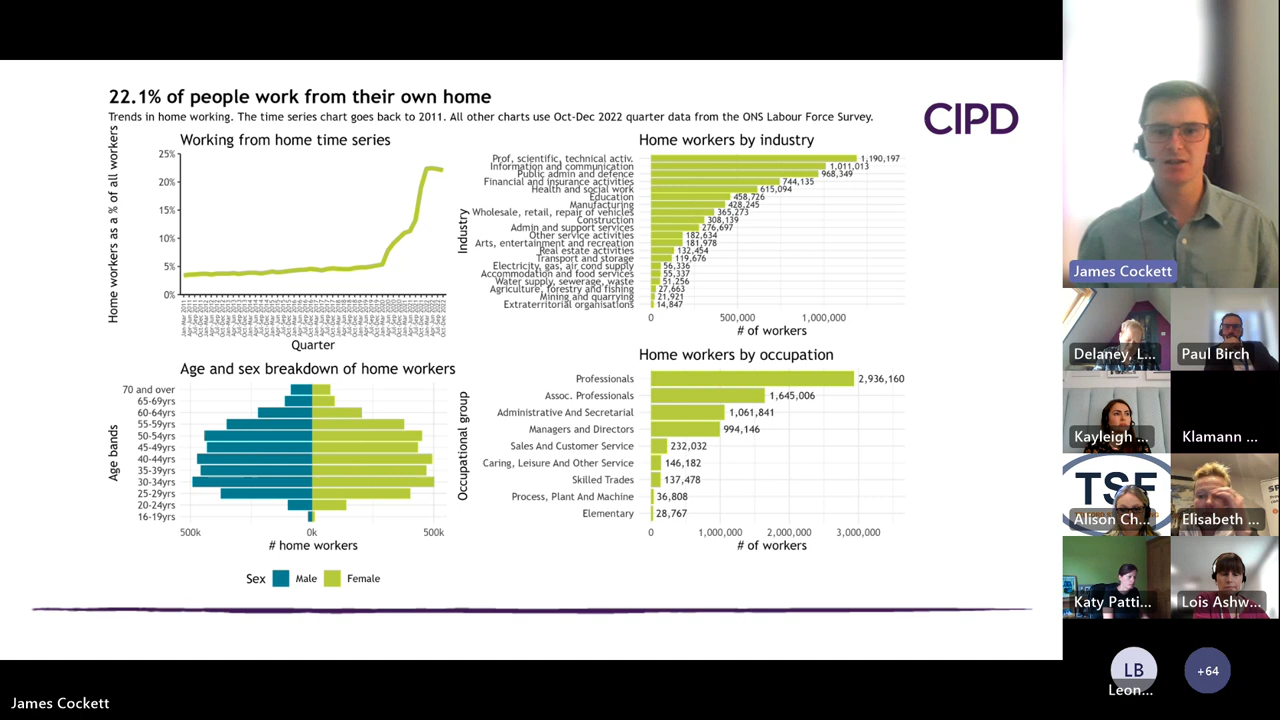 22.1% of people work from their own home
Trends in home working. The time series chart goes back to 2011. All other charts use Oct-Dec 2022 quarter data from the ONS Labour Force Survey.
CIPD
Working from home time series
Home workers as a % of all workers
25%
20%
15%
10%
5%
0%
Quarter
Home workers by industry
Industry
Prof, scientific, technical activ. 1,190,197
Information and communication 1,011,013
Public admin and defence 968,349
Financial and insurance activities 744,135
Health and social work 615,094
Education 458,726
Manufacturing 428,245
Wholesale, retail, repair of vehicles 365,273
Construction 308,139
Admin and support services 276,697
Other service activities 182,634
Arts, entertainment and recreation 181,978
Real estate activities 132,454
Transport and storage 119,676
Electricity, gas, air cond supply 56,336
Accommodation and food services 55,337
Water supply, sewerage, waste 51,256
Agriculture, forestry and fishing 27,663
Mining and quarrying 21,921
Extraterritorial organisations 14,847
0 500,000 1,000,000
# of workers
Age and sex breakdown of home workers
Age bands
70 and over
65-69yrs
60-64yrs
55-59yrs
50-54yrs
45-49yrs
40-44yrs
35-39yrs
30-34yrs
25-29yrs
20-24yrs
16-19yrs
500k 0k 500k
# home workers
Sex Male Female
Home workers by occupation
Occupational group
Professionals 2,936,160
Assoc. Professionals 1,645,006
Administrative And Secretarial 1,061,841
Managers and Directors 994,146
Sales And Customer Service 232,032
Caring, Leisure And Other Service 146,182
Skilled Trades 137,478
Process, Plant And Machine 36,808
Elementary 28,767
0 1,000,000 2,000,000 3,000,000
# of workers
James Cockett
Delaney, L...
Paul Birch
Kayleigh ...
Klamann ...
TSF
Alison Ch...
Elisabeth ...
Katy Patti...
Lois Ashw...
LB
Leon...
+64
James Cockett